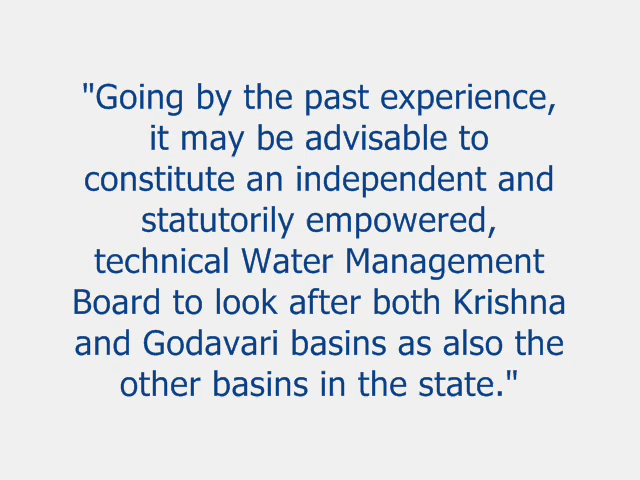 "Going by the past experience,
it may be advisable to
constitute an independent and
statutorily empowered,
technical Water Management
Board to look after both Krishna
and Godavari basins as also the
other basins in the state."